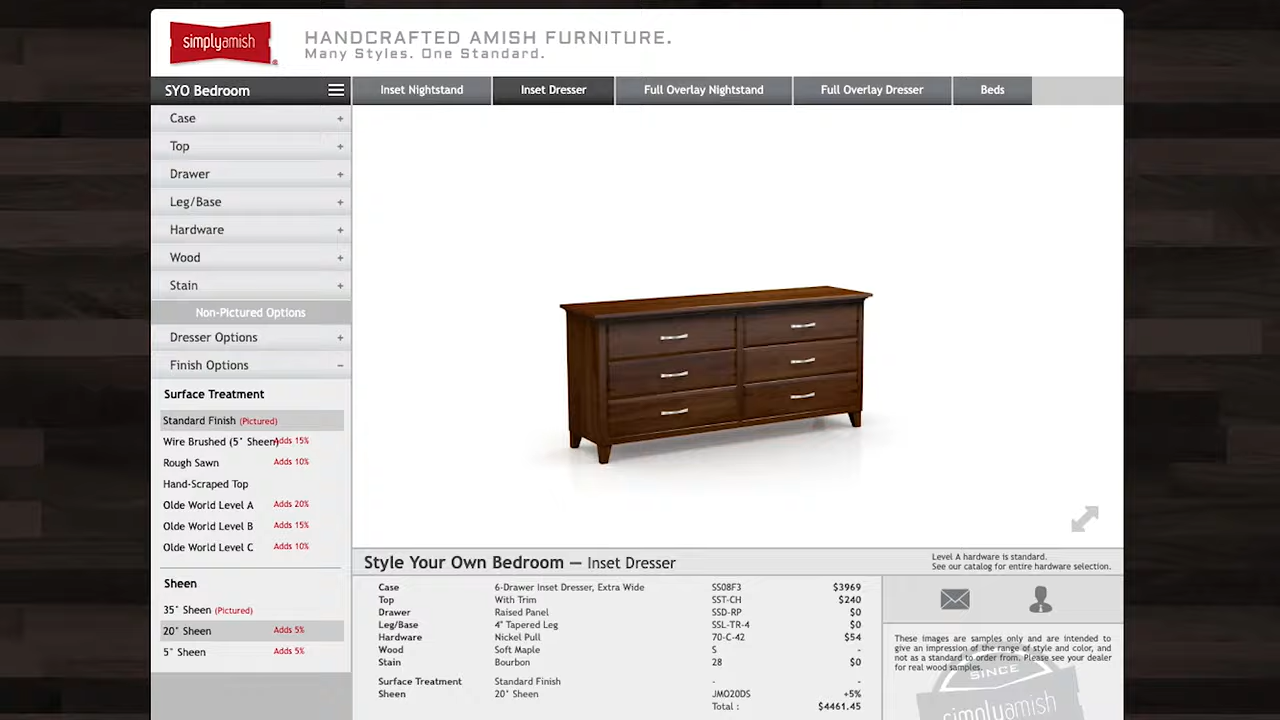 simplyamish
HANDCRAFTED AMISH FURNITURE.
Many Styles. One Standard.
SYO Bedroom
Inset Nightstand
Inset Dresser
Full Overlay Nightstand
Full Overlay Dresser
Beds
Case +
Top +
Drawer +
Leg/Base +
Hardware +
Wood +
Stain +
Non-Pictured Options
Dresser Options +
Finish Options −
Surface Treatment
Standard Finish (Pictured)
Wire Brushed (5° Sheen) Adds 15%
Rough Sawn Adds 10%
Hand-Scraped Top
Olde World Level A Adds 20%
Olde World Level B Adds 15%
Olde World Level C Adds 10%
Sheen
35° Sheen (Pictured)
20° Sheen Adds 5%
5° Sheen Adds 5%
Style Your Own Bedroom — Inset Dresser
Level A hardware is standard.
See our catalog for entire hardware selection.
Case 6-Drawer Inset Dresser, Extra Wide SS08F3 $3969
Top With Trim SST-CH $240
Drawer Raised Panel SSD-RP $0
Leg/Base 4" Tapered Leg SSL-TR-4 $0
Hardware Nickel Pull 70-C-42 $54
Wood Soft Maple S -
Stain Bourbon 28 $0
Surface Treatment Standard Finish - -
Sheen 20° Sheen JMO20DS +5%
Total : $4461.45
These images are samples only and are intended to
give an impression of the range of style and color, and
not as a standard to order from. Please see your dealer
for real wood samples.
SINCE
simplyamish